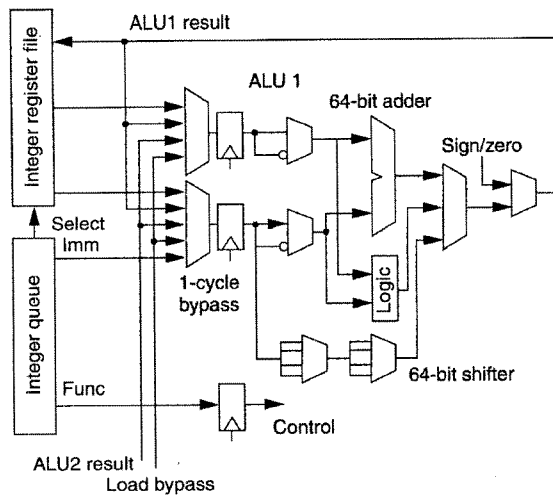 ALU1 result
Integer register file
ALU 1
64-bit adder
Sign/zero
Select
Imm
1-cycle
bypass
Logic
Integer queue
64-bit shifter
Func
Control
ALU2 result
Load bypass